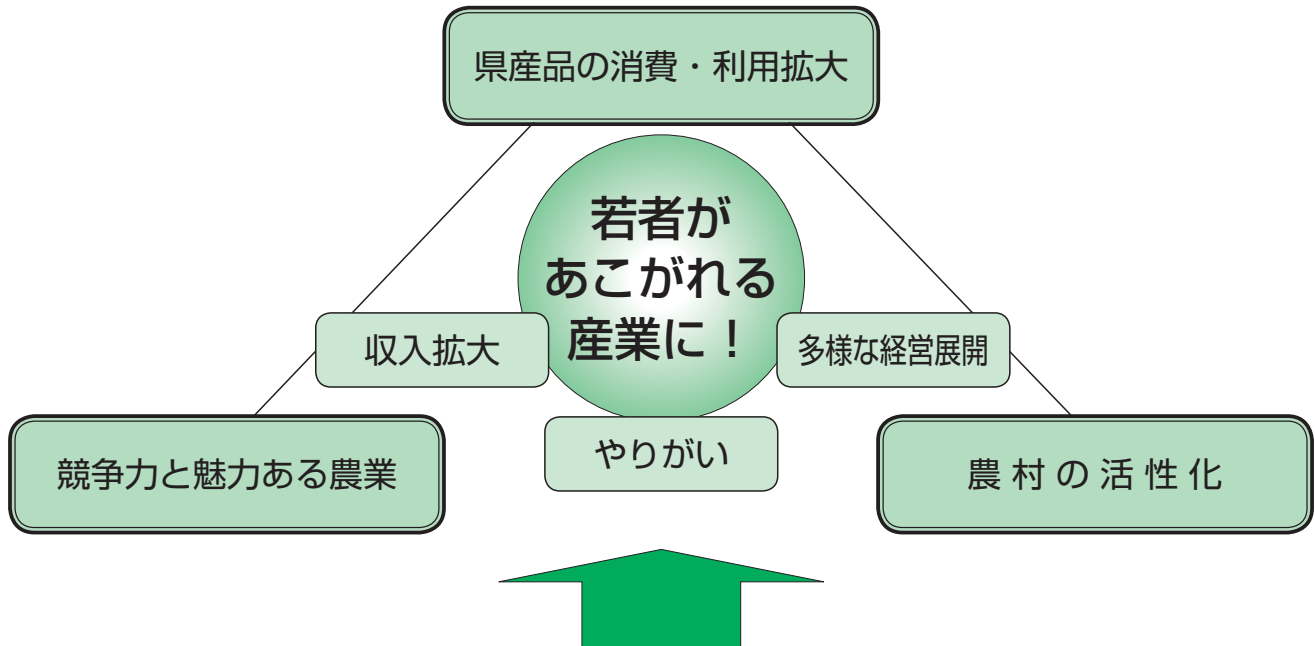 県産品の消費・利用拡大
若者が
あこがれる
産業に！
収入拡大
多様な経営展開
やりがい
競争力と魅力ある農業
農村の活性化